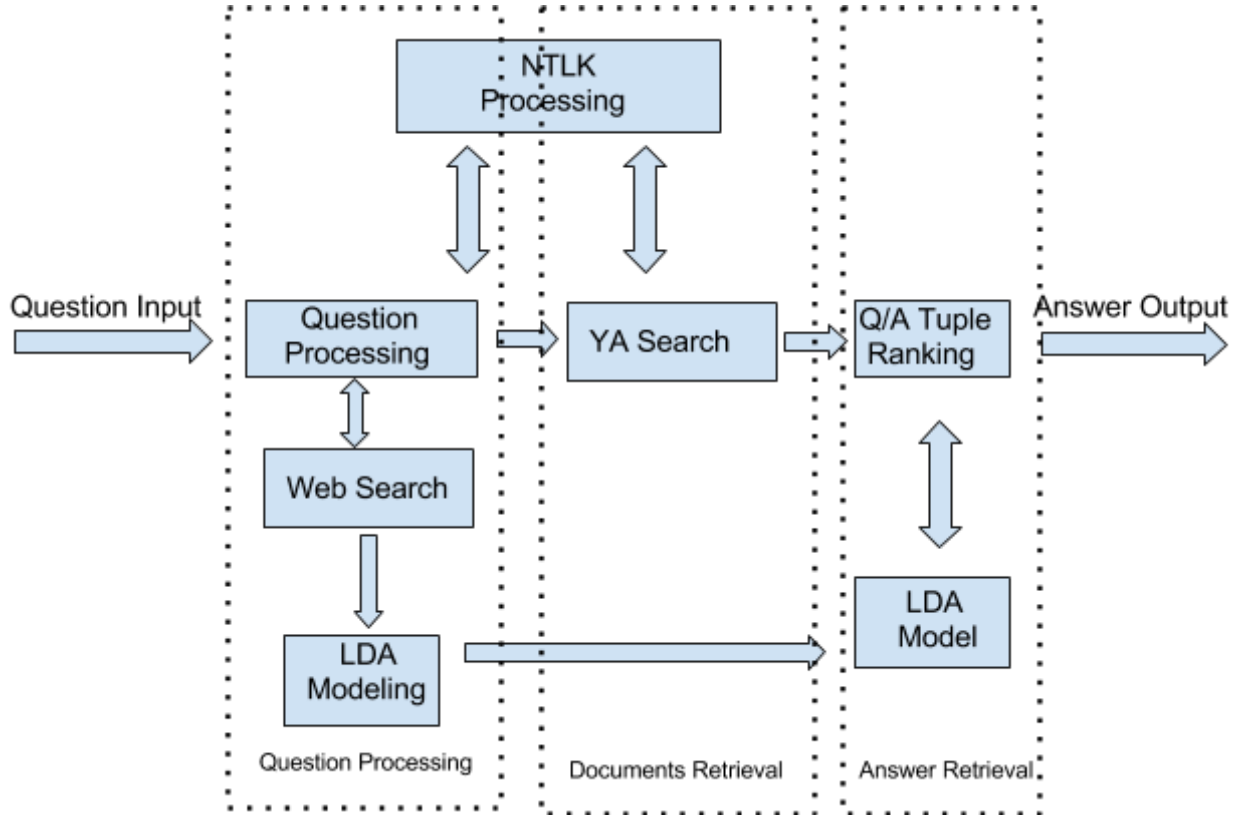 NTLK
Processing
Question Input
Question
Processing
YA Search
Q/A Tuple
Ranking
Answer Output
Web Search
LDA
Modeling
LDA
Model
Question Processing
Documents Retrieval
Answer Retrieval